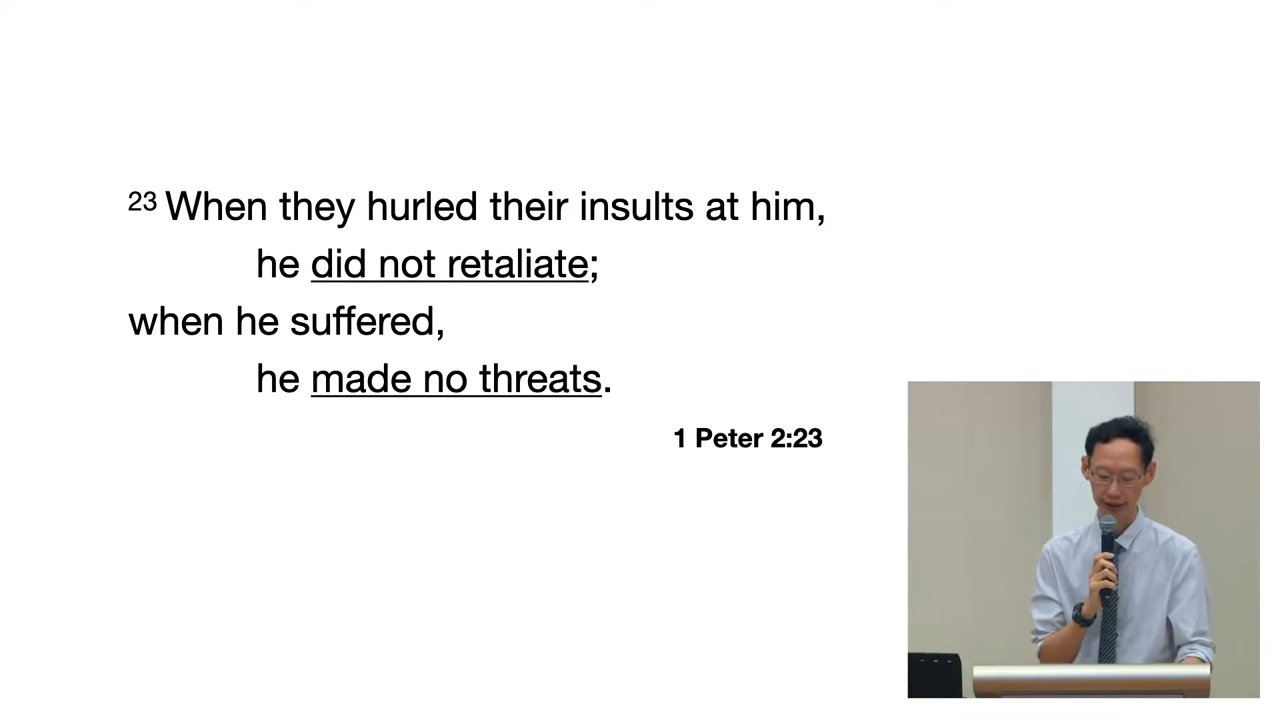 23 When they hurled their insults at him,
he did not retaliate;
when he suffered,
he made no threats.
1 Peter 2:23